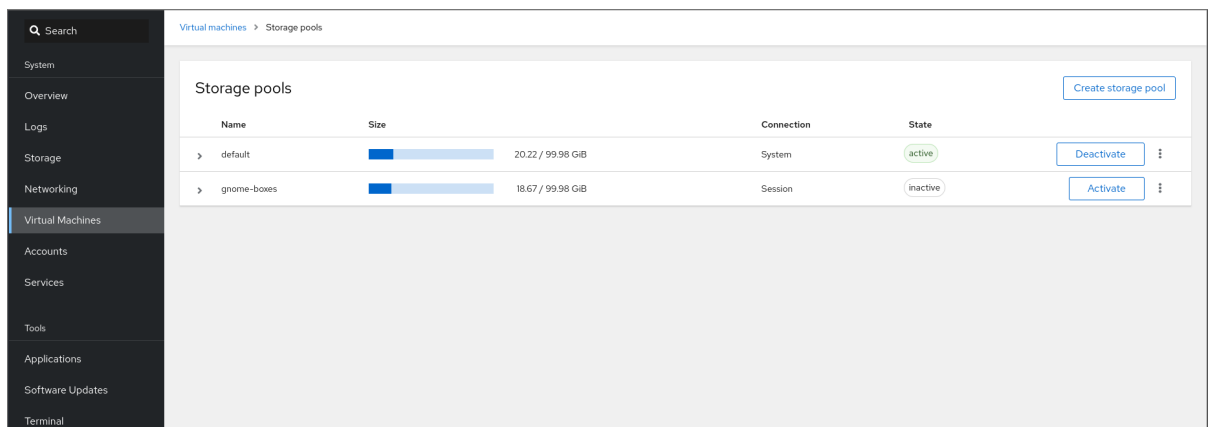 Search
System
Overview
Logs
Storage
Networking
Virtual Machines
Accounts
Services
Tools
Applications
Software Updates
Terminal
Virtual machines > Storage pools
Storage pools
Create storage pool
Name Size Connection State
default 20.22 / 99.98 GiB System active Deactivate
gnome-boxes 18.67 / 99.98 GiB Session inactive Activate